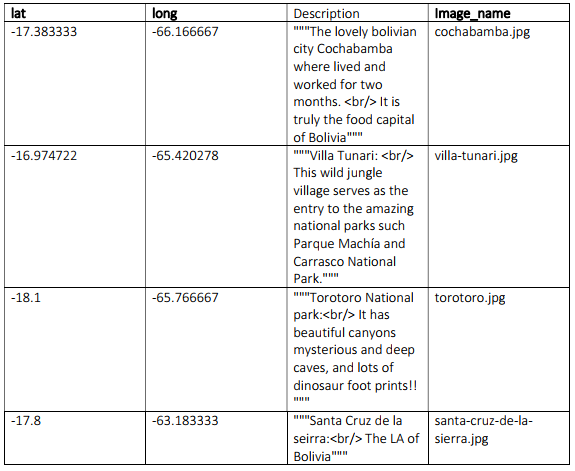 lat long Description Image_name
-17.383333 -66.166667 """The lovely bolivian cochabamba.jpg
city Cochabamba
where lived and
worked for two
months. <br/> It is
truly the food capital
of Bolivia"""
-16.974722 -65.420278 """Villa Tunari: <br/> villa-tunari.jpg
This wild jungle
village serves as the
entry to the amazing
national parks such
Parque Machía and
Carrasco National
Park."""
-18.1 -65.766667 """Torotoro National torotoro.jpg
park:<br/> It has
beautiful canyons
mysterious and deep
caves, and lots of
dinosaur foot prints!!
"""
-17.8 -63.183333 """Santa Cruz de la santa-cruz-de-la-
seirra:<br/> The LA of sierra.jpg
Bolivia"""